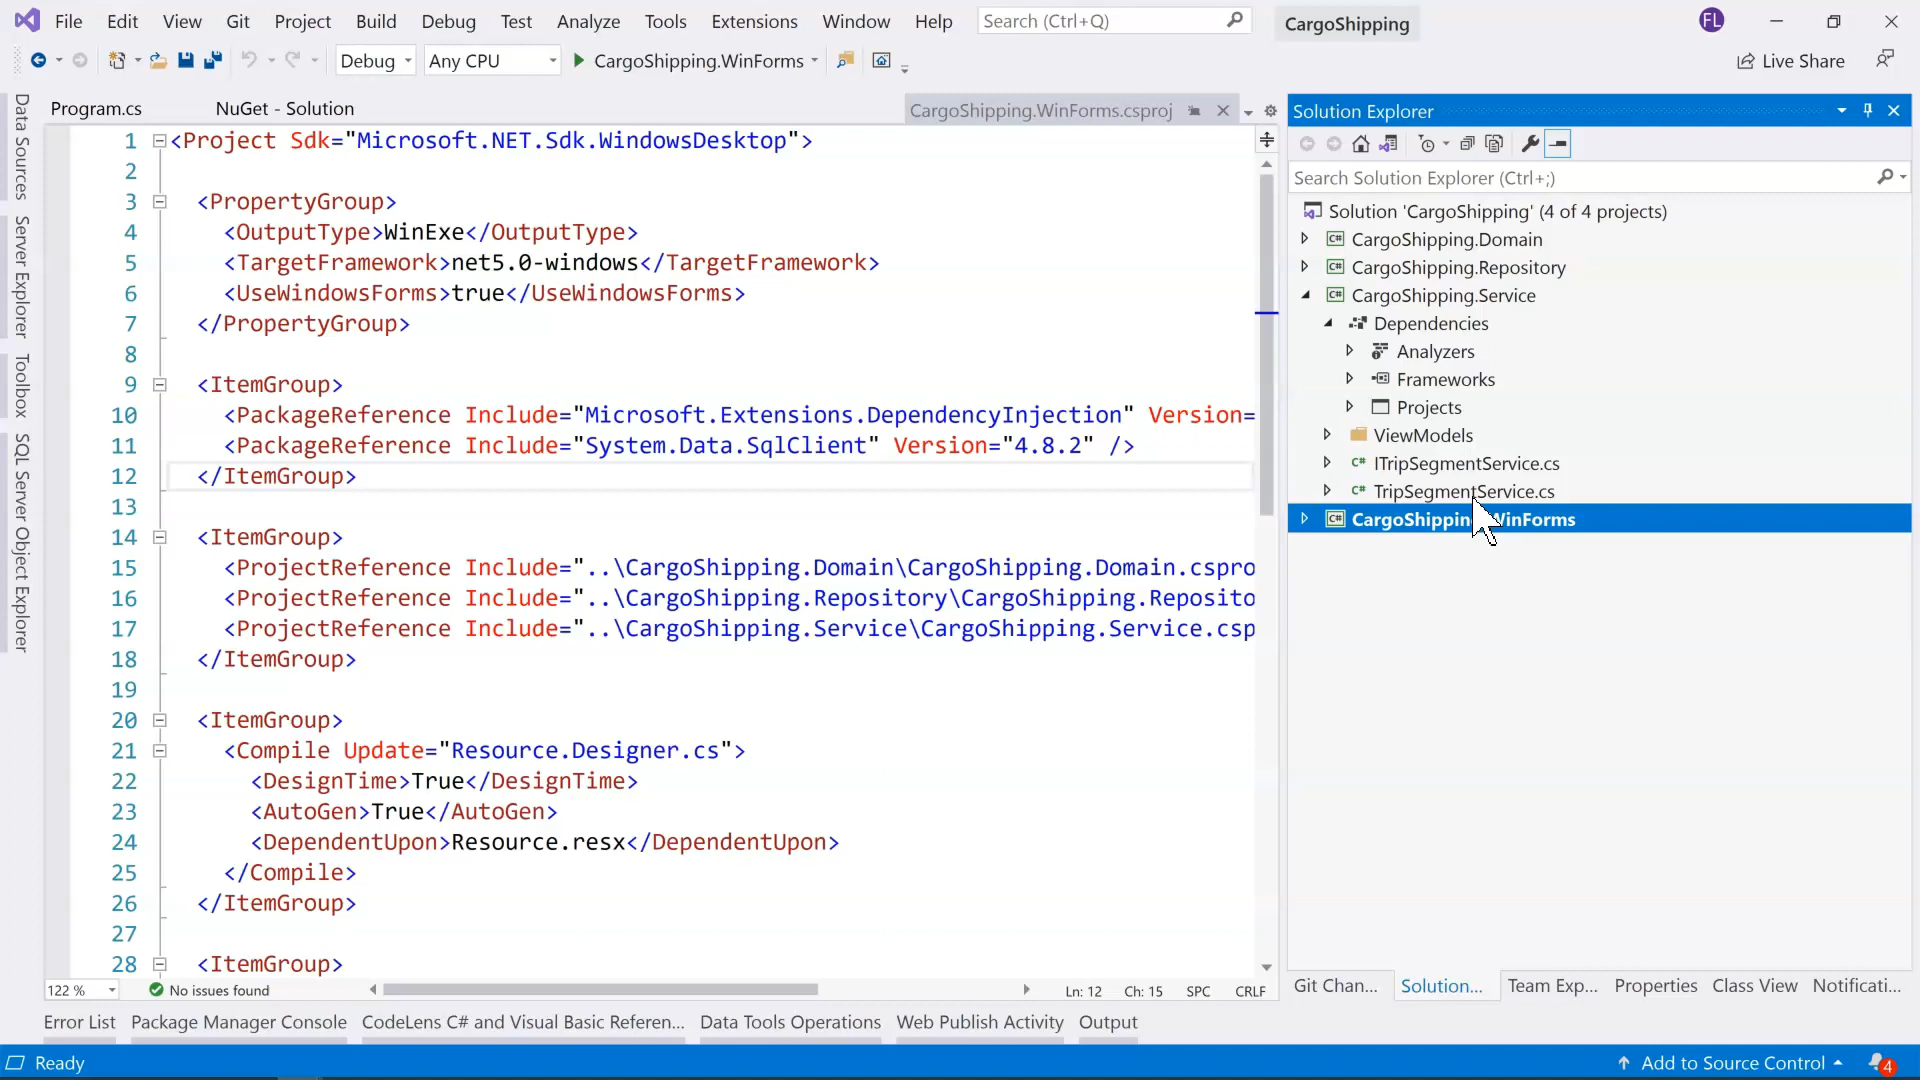 File Edit View Git Project Build Debug Test Analyze Tools Extensions Window Help Search (Ctrl+Q) CargoShipping FL
Debug Any CPU CargoShipping.WinForms Live Share
Program.cs NuGet - Solution CargoShipping.WinForms.csproj
Data Sources
Server Explorer
Toolbox
SQL Server Object Explorer
1 <Project Sdk="Microsoft.NET.Sdk.WindowsDesktop">
2
3 <PropertyGroup>
4 <OutputType>WinExe</OutputType>
5 <TargetFramework>net5.0-windows</TargetFramework>
6 <UseWindowsForms>true</UseWindowsForms>
7 </PropertyGroup>
8
9 <ItemGroup>
10 <PackageReference Include="Microsoft.Extensions.DependencyInjection" Version=
11 <PackageReference Include="System.Data.SqlClient" Version="4.8.2" />
12 </ItemGroup>
13
14 <ItemGroup>
15 <ProjectReference Include="..\CargoShipping.Domain\CargoShipping.Domain.cspro
16 <ProjectReference Include="..\CargoShipping.Repository\CargoShipping.Reposito
17 <ProjectReference Include="..\CargoShipping.Service\CargoShipping.Service.csp
18 </ItemGroup>
19
20 <ItemGroup>
21 <Compile Update="Resource.Designer.cs">
22 <DesignTime>True</DesignTime>
23 <AutoGen>True</AutoGen>
24 <DependentUpon>Resource.resx</DependentUpon>
25 </Compile>
26 </ItemGroup>
27
28 <ItemGroup>
122 % No issues found Ln: 12 Ch: 15 SPC CRLF
Solution Explorer
Search Solution Explorer (Ctrl+;)
Solution 'CargoShipping' (4 of 4 projects)
C# CargoShipping.Domain
C# CargoShipping.Repository
C# CargoShipping.Service
Dependencies
Analyzers
Frameworks
Projects
ViewModels
C# ITripSegmentService.cs
C# TripSegmentService.cs
C# CargoShippin WinForms
Git Chan... Solution... Team Exp... Properties Class View Notificati...
Error List Package Manager Console CodeLens C# and Visual Basic Referen... Data Tools Operations Web Publish Activity Output
Ready Add to Source Control 4